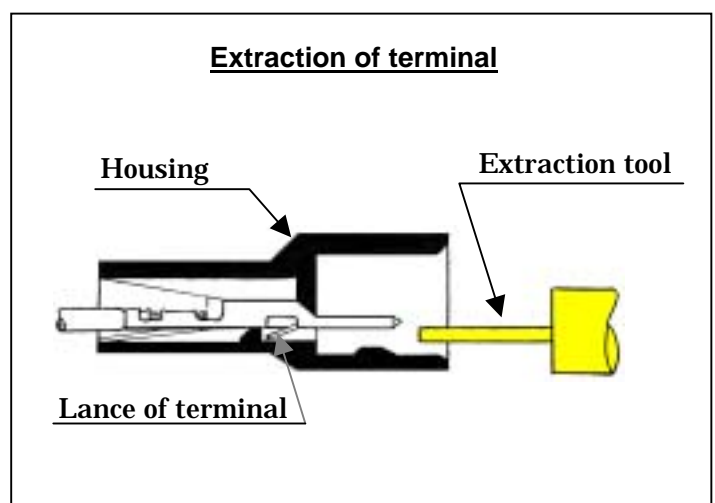 Extraction of terminal
Housing
Extraction tool
Lance of terminal